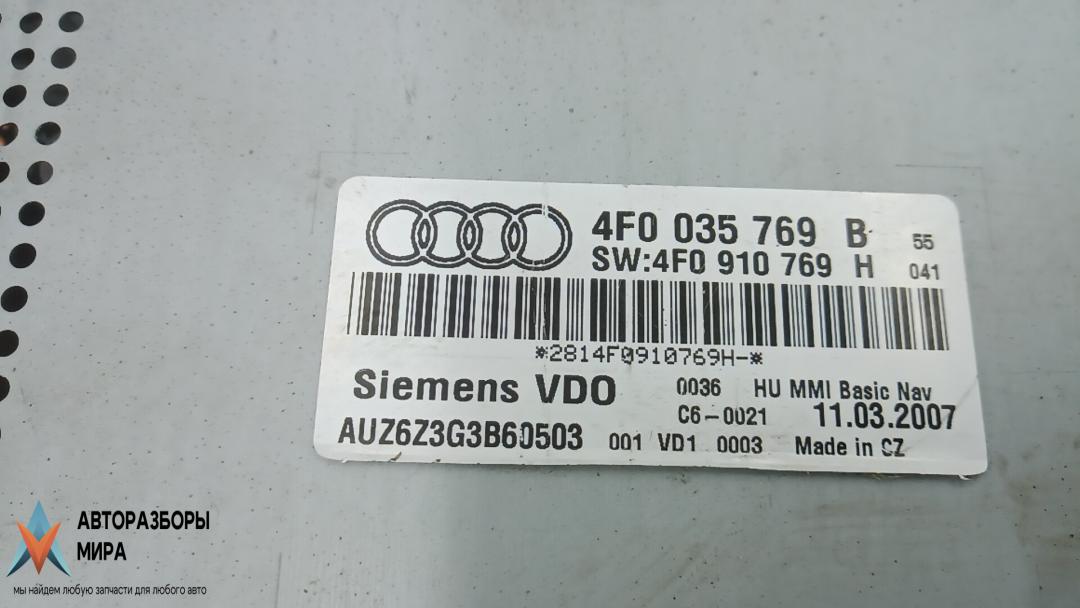 4F0 035 769 B 55
SW:4F0 910 769 H 041
*2814F0910769H-*
Siemens VDO 0036 HU MMI Basic Nav
C6-0021 11.03.2007
AUZ6Z3G3B60503 001 VD1 0003 Made in CZ
АВТОРАЗБОРЫ
МИРА
мы найдем любую запчасти для любого авто